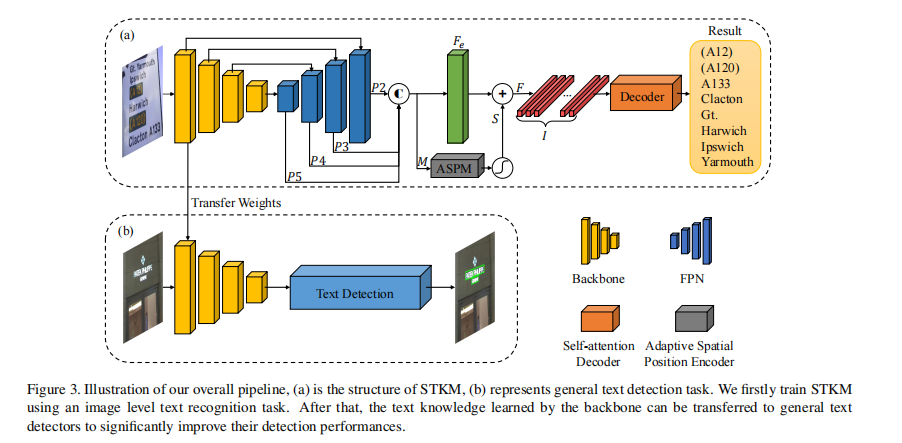 (a)
Gt. Yarmouth
Ipswich
Harwich
Clacton A133
P2
P3
P4
P5
C
F_e
M
ASPM
S
+
F
...
I
Decoder
Result
(A12)
(A120)
A133
Clacton
Gt.
Harwich
Ipswich
Yarmouth
Transfer Weights
(b)
Text Detection
Backbone
FPN
Self-attention
Decoder
Adaptive Spatial
Position Encoder
Figure 3. Illustration of our overall pipeline, (a) is the structure of STKM, (b) represents general text detection task. We firstly train STKM
using an image level text recognition task. After that, the text knowledge learned by the backbone can be transferred to general text
detectors to significantly improve their detection performances.